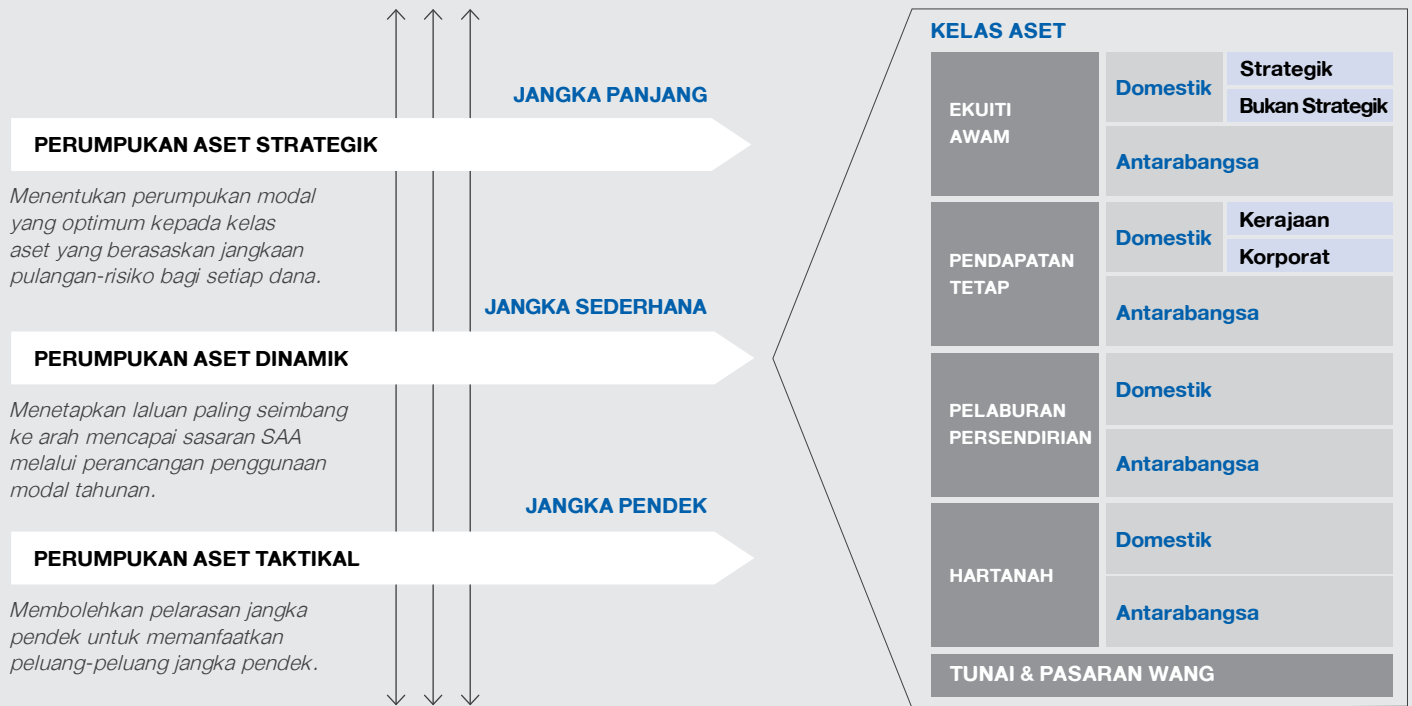 JANGKA PANJANG
PERUMPUKAN ASET STRATEGIK
Menentukan perumpukan modal
yang optimum kepada kelas
aset yang berasaskan jangkaan
pulangan-risiko bagi setiap dana.
JANGKA SEDERHANA
PERUMPUKAN ASET DINAMIK
Menetapkan laluan paling seimbang
ke arah mencapai sasaran SAA
melalui perancangan penggunaan
modal tahunan.
JANGKA PENDEK
PERUMPUKAN ASET TAKTIKAL
Membolehkan pelarasan jangka
pendek untuk memanfaatkan
peluang-peluang jangka pendek.
KELAS ASET
EKUITI
AWAM
Domestik
Strategik
Bukan Strategik
Antarabangsa
PENDAPATAN
TETAP
Domestik
Kerajaan
Korporat
Antarabangsa
PELABURAN
PERSENDIRIAN
Domestik
Antarabangsa
HARTANAH
Domestik
Antarabangsa
TUNAI & PASARAN WANG